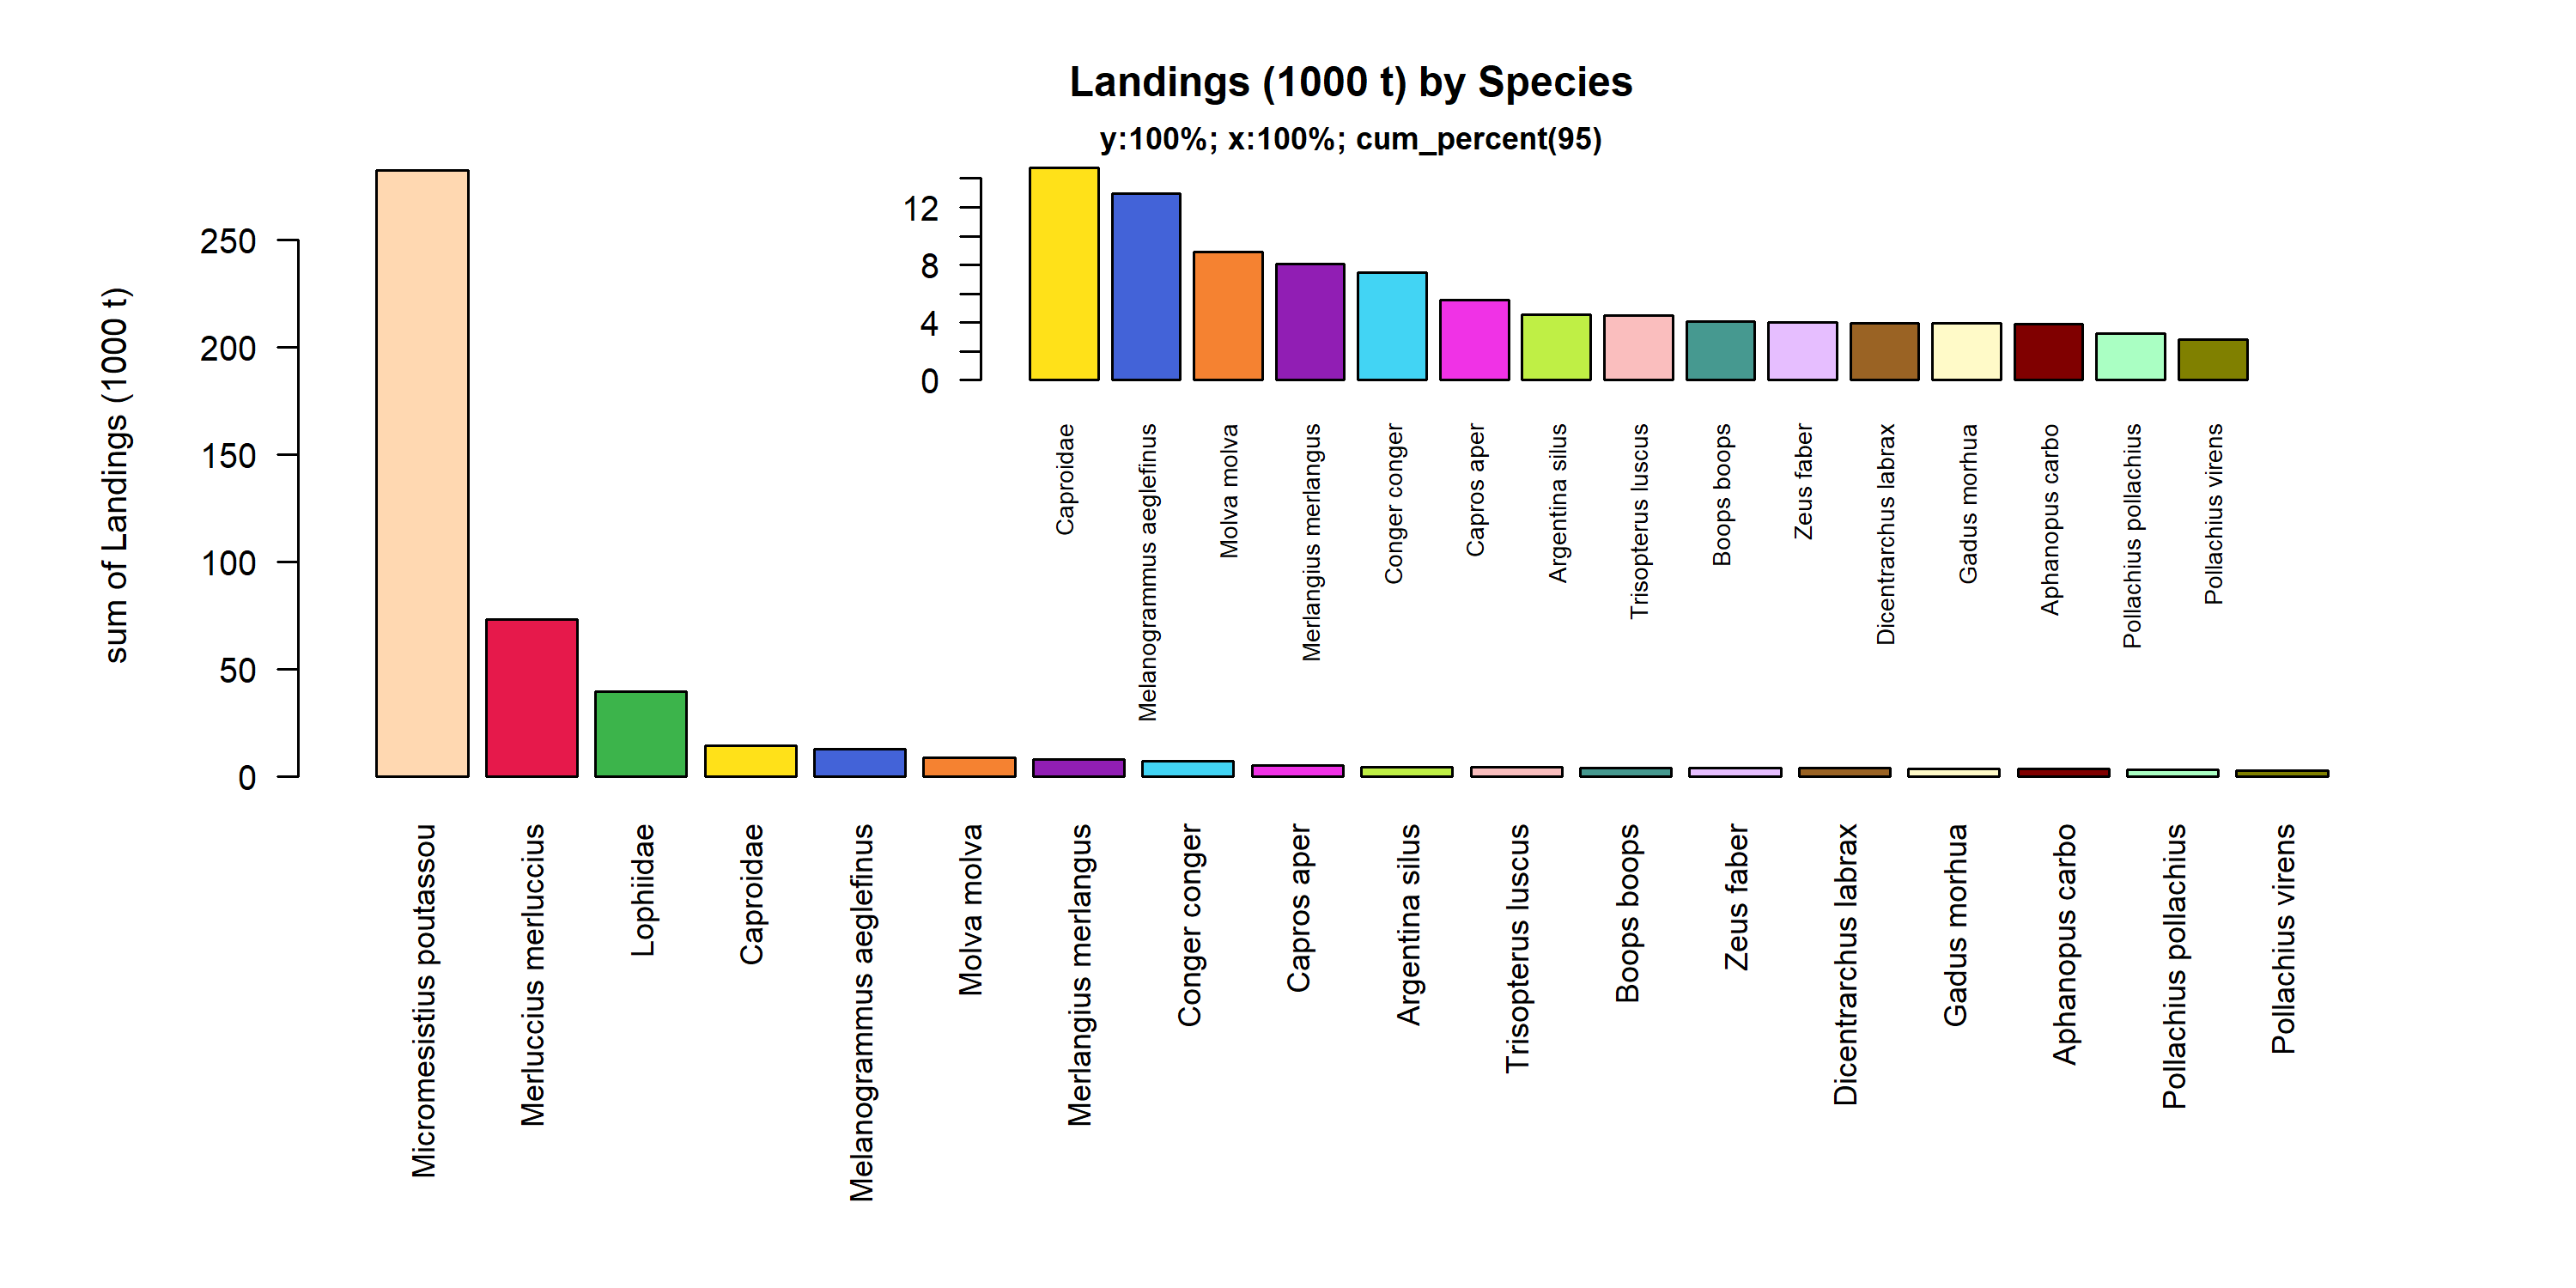 Landings (1000 t) by Species
y:100%; x:100%; cum_percent(95)
sum of Landings (1000 t)
250
200
150
100
50
0
12
8
4
0
Caproidae
Melanogrammus aeglefinus
Molva molva
Merlangius merlangus
Conger conger
Capros aper
Argentina silus
Trisopterus luscus
Boops boops
Zeus faber
Dicentrarchus labrax
Gadus morhua
Aphanopus carbo
Pollachius pollachius
Pollachius virens
Micromesistius poutassou
Merluccius merluccius
Lophiidae
Caproidae
Melanogrammus aeglefinus
Molva molva
Merlangius merlangus
Conger conger
Capros aper
Argentina silus
Trisopterus luscus
Boops boops
Zeus faber
Dicentrarchus labrax
Gadus morhua
Aphanopus carbo
Pollachius pollachius
Pollachius virens